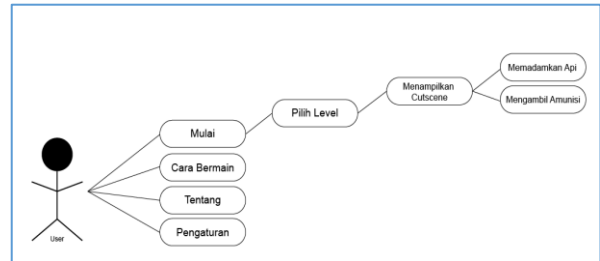 Memadamkan Api
Menampilkan
Cutscene
Mengambil Amunisi
Pilih Level
Mulai
Cara Bermain
Tentang
Pengaturan
User